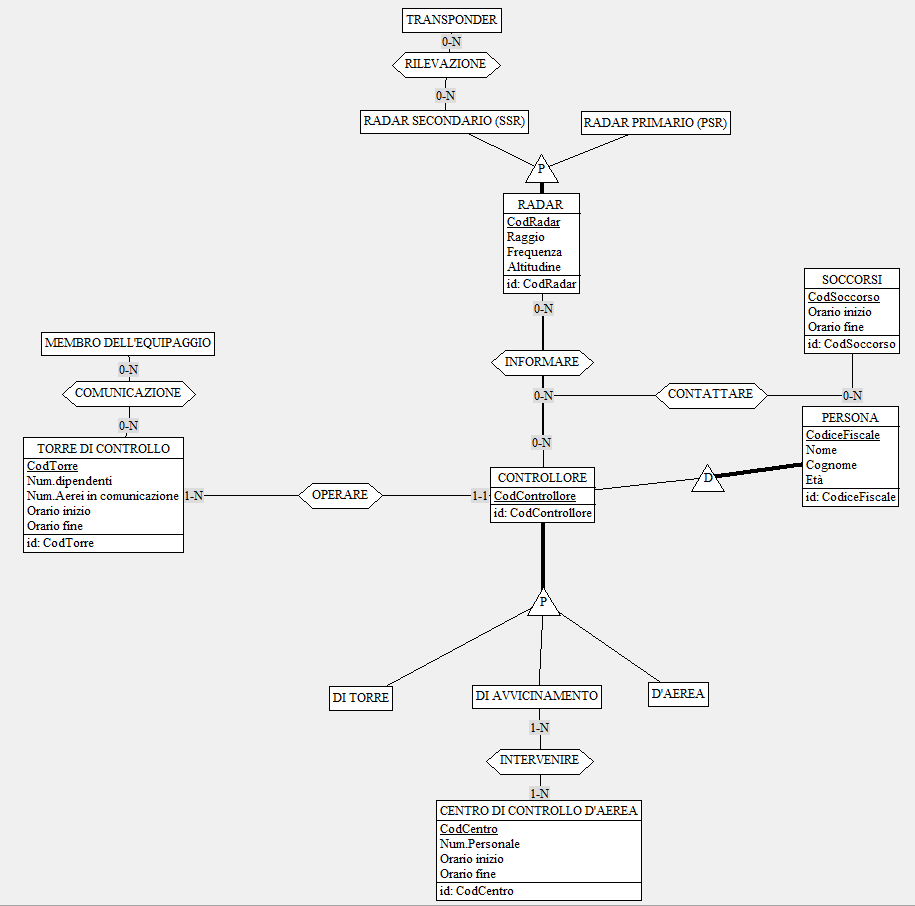 TRANSPONDER
0-N
RILEVAZIONE
0-N
RADAR SECONDARIO (SSR)
RADAR PRIMARIO (PSR)
P
RADAR
CodRadar
Raggio
Frequenza
Altitudine
id: CodRadar
SOCCORSI
CodSoccorso
Orario inizio
Orario fine
id: CodSoccorso
0-N
INFORMARE
MEMBRO DELL'EQUIPAGGIO
0-N
COMUNICAZIONE
0-N
0-N
CONTATTARE
0-N
PERSONA
CodiceFiscale
Nome
Cognome
Età
id: CodiceFiscale
TORRE DI CONTROLLO
CodTorre
Num.dipendenti
Num.Aerei in comunicazione
Orario inizio
Orario fine
id: CodTorre
1-N
OPERARE
1-1
0-N
CONTROLLORE
CodControllore
id: CodControllore
D
P
DI TORRE
DI AVVICINAMENTO
D'AEREA
1-N
INTERVENIRE
1-N
CENTRO DI CONTROLLO D'AEREA
CodCentro
Num.Personale
Orario inizio
Orario fine
id: CodCentro